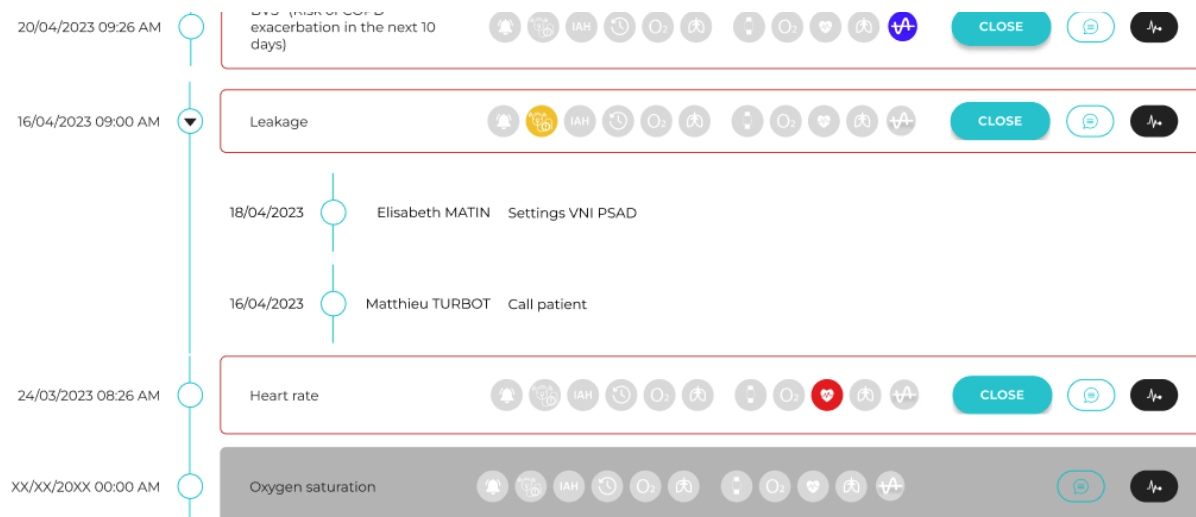 20/04/2023 09:26 AM
exacerbation in the next 10
days)
IAH O₂ O₂
CLOSE
16/04/2023 09:00 AM
Leakage
IAH O₂ O₂
CLOSE
18/04/2023 Elisabeth MATIN Settings VNI PSAD
16/04/2023 Matthieu TURBOT Call patient
24/03/2023 08:26 AM
Heart rate
IAH O₂ O₂
CLOSE
XX/XX/20XX 00:00 AM
Oxygen saturation
IAH O₂ O₂